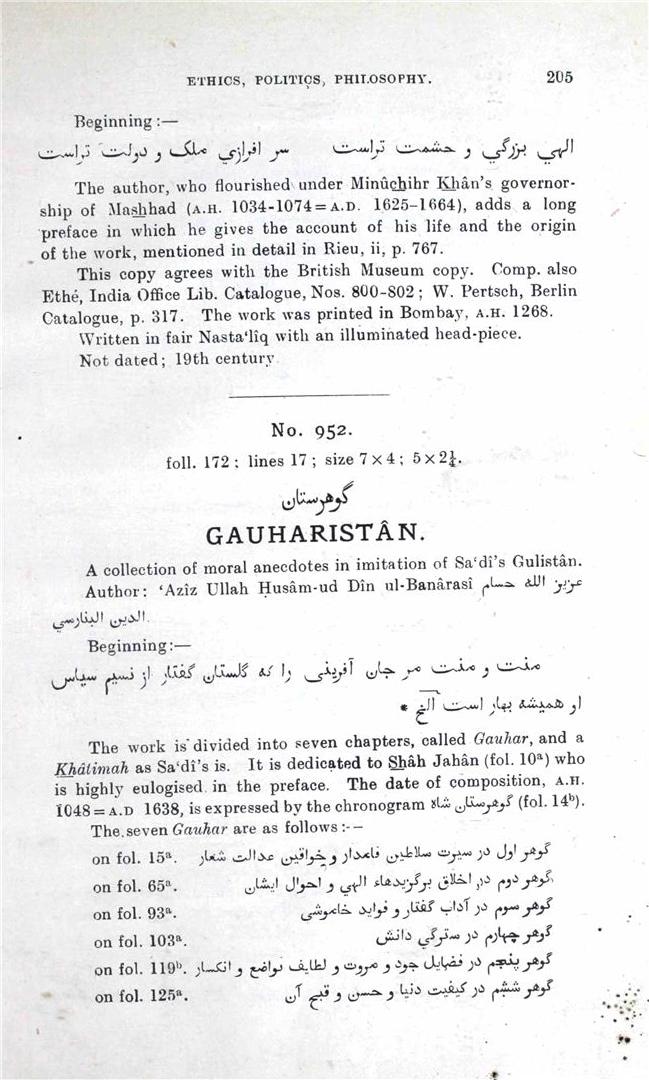 ETHICS, POLITICS, PHILOSOPHY. 205
Beginning :—
الهي بزرگي و حشمت تراست سر افرازي ملک و دولت تراست
The author, who flourished under Minûchihr Khân’s governor-
ship of Mashhad (A.H. 1034-1074=A.D. 1625-1664), adds a long
preface in which he gives the account of his life and the origin
of the work, mentioned in detail in Rieu, ii, p. 767.
This copy agrees with the British Museum copy. Comp. also
Ethé, India Office Lib. Catalogue, Nos. 800-802 ; W. Pertsch, Berlin
Catalogue, p. 317. The work was printed in Bombay, A.H. 1268.
Written in fair Nasta‘lîq with an illuminated head-piece.
Not dated; 19th century.
No. 952.
foll. 172 ; lines 17 ; size 7 × 4 ; 5 × 2¼.
گوهرستان
GAUHARISTÂN.
A collection of moral anecdotes in imitation of Sa‘dî’s Gulistân.
Author: ‘Azîz Ullah Ḥusâm-ud Dîn ul-Banârasî عزيز الله حسام
الدين البنارسي.
Beginning:—
منت و منت مر جان آفريني را که گلستان گفتار از نسيم سپاس
او هميشه بهار است آلخ *
The work is divided into seven chapters, called Gauhar, and a
Khâtimah as Sa‘dî’s is. It is dedicated to Shâh Jahân (fol. 10ᵃ) who
is highly eulogised in the preface. The date of composition, A.H.
1048=A.D 1638, is expressed by the chronogram گوهرستان شاه (fol. 14ᵇ).
The seven Gauhar are as follows :--
on fol. 15ᵃ. گوهر اول در سيرت سلاطين نامدار و خواقين عدالت شعار
on fol. 65ᵃ. گوهر دوم در اخلاق برگزيدهاء الهي و احوال ايشان
on fol. 93ᵃ. گوهر سوم در آداب گفتار و فوايد خاموشي
on fol. 103ᵃ. گوهر چهارم در سترگي دانش
on fol. 119ᵇ. گوهر پنجم در فضايل جود و مروت و لطايف تواضع و انکسار
on fol. 125ᵃ. گوهر ششم در کيفيت دنيا و حسن و قبح آن